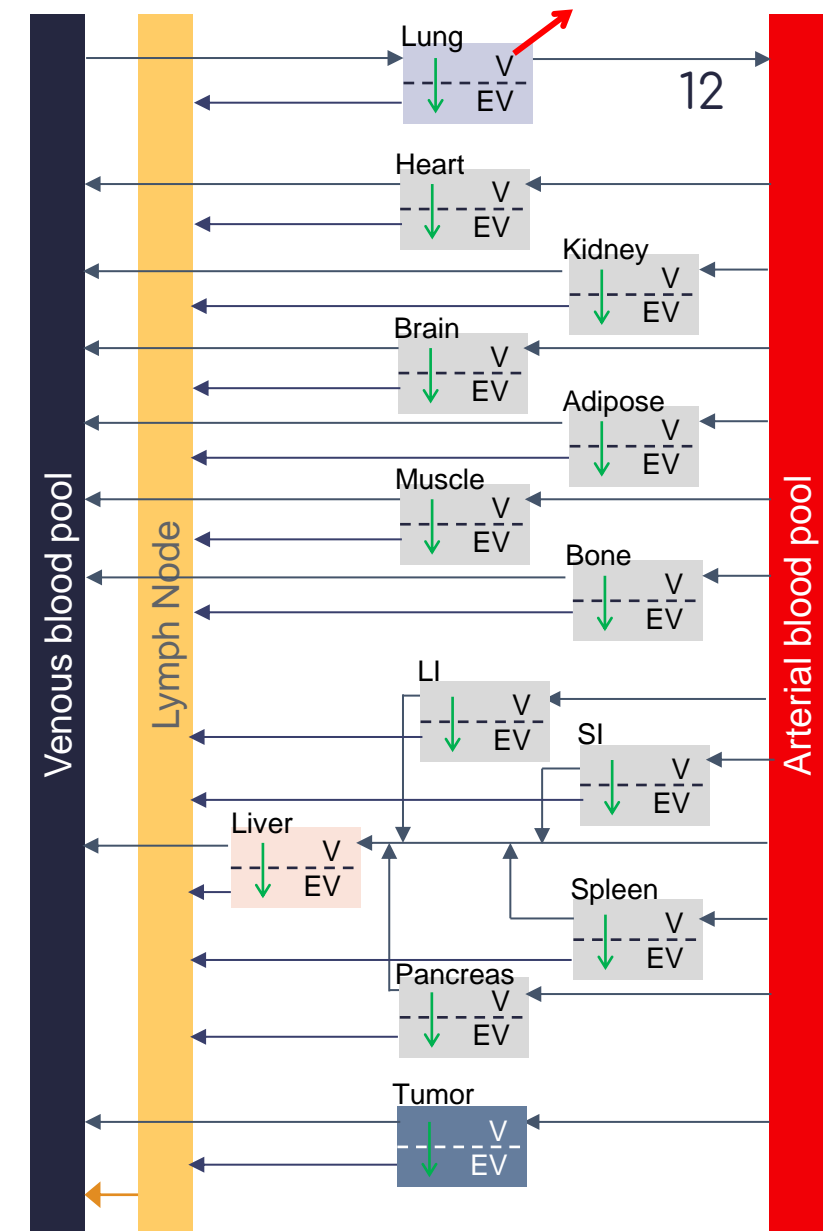 Lung
V
EV
12
Heart
V
EV
Kidney
V
EV
Brain
V
EV
Adipose
V
EV
Muscle
V
EV
Bone
V
EV
Venous blood pool
Lymph Node
Arterial blood pool
LI
V
EV
SI
V
EV
Liver
V
EV
Spleen
V
EV
Pancreas
V
EV
Tumor
V
EV